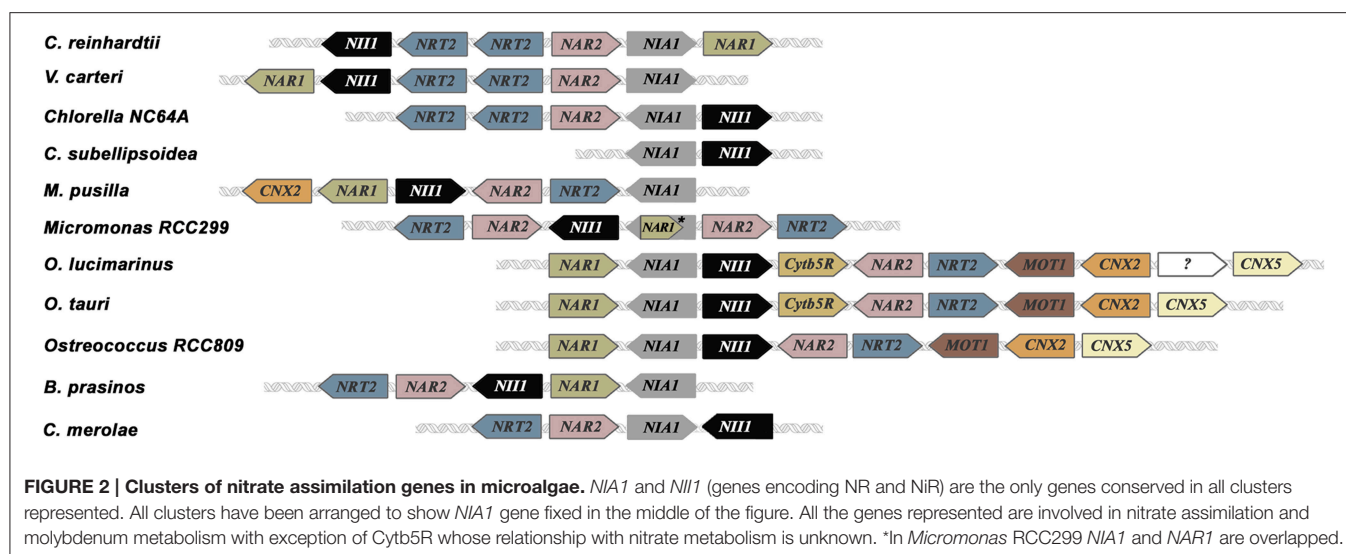 C. reinhardtii NII1 NRT2 NRT2 NAR2 NIA1 NAR1
V. carteri NAR1 NII1 NRT2 NRT2 NAR2 NIA1
Chlorella NC64A NRT2 NRT2 NAR2 NIA1 NII1
C. subellipsoidea NIA1 NII1
M. pusilla CNX2 NAR1 NII1 NAR2 NRT2 NIA1
Micromonas RCC299 NRT2 NAR2 NII1 NAR1* NAR2 NRT2
O. lucimarinus NAR1 NIA1 NII1 Cytb5R NAR2 NRT2 MOT1 CNX2 ? CNX5
O. tauri NAR1 NIA1 NII1 Cytb5R NAR2 NRT2 MOT1 CNX2 CNX5
Ostreococcus RCC809 NAR1 NIA1 NII1 NAR2 NRT2 MOT1 CNX2 CNX5
B. prasinos NRT2 NAR2 NII1 NAR1 NIA1
C. merolae NRT2 NAR2 NIA1 NII1
FIGURE 2 | Clusters of nitrate assimilation genes in microalgae. NIA1 and NII1 (genes encoding NR and NiR) are the only genes conserved in all clusters
represented. All clusters have been arranged to show NIA1 gene fixed in the middle of the figure. All the genes represented are involved in nitrate assimilation and
molybdenum metabolism with exception of Cytb5R whose relationship with nitrate metabolism is unknown. *In Micromonas RCC299 NIA1 and NAR1 are overlapped.